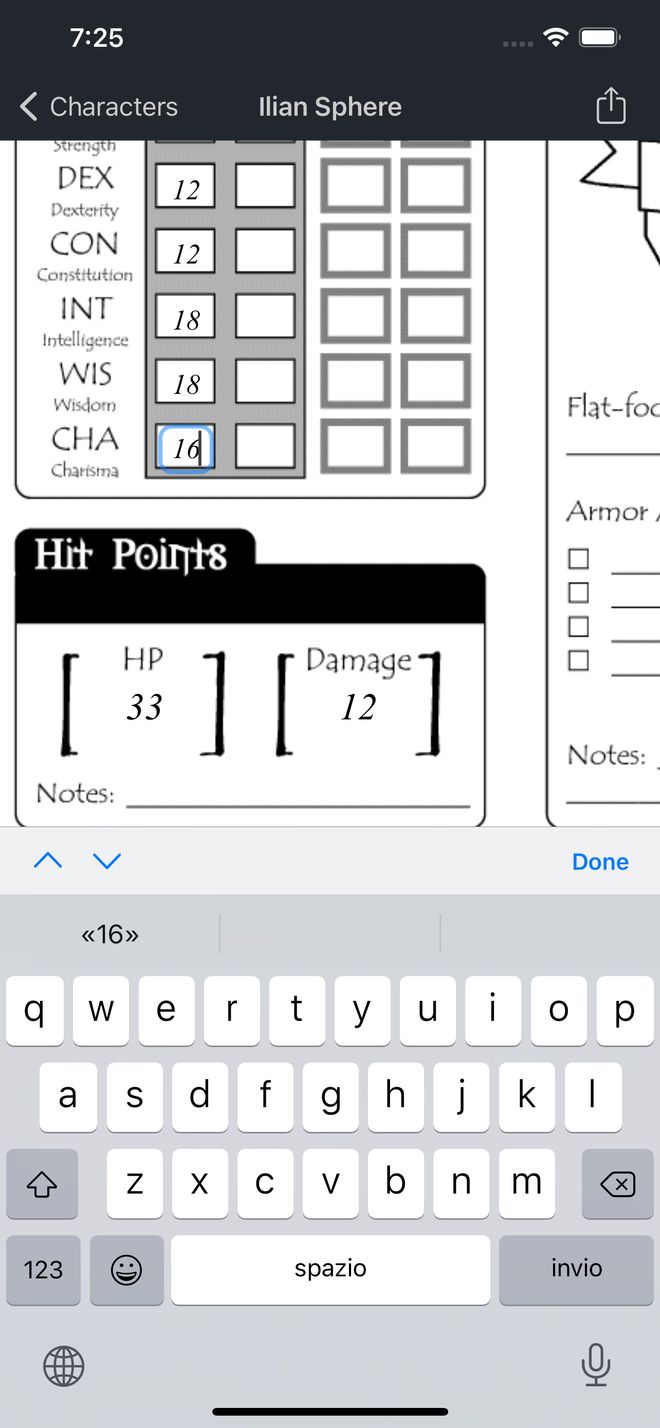 7:25
Characters
Ilian Sphere
Strength
DEX 12
Dexterity
CON 12
Constitution
INT 18
Intelligence
WIS 18
Wisdom
CHA 16
Charisma
Flat-foo
Armor
Hit Points
HP
33
Damage
12
Notes:
Notes:
Done
«16»
q w e r t y u i o p
a s d f g h j k l
z x c v b n m
123
spazio
invio